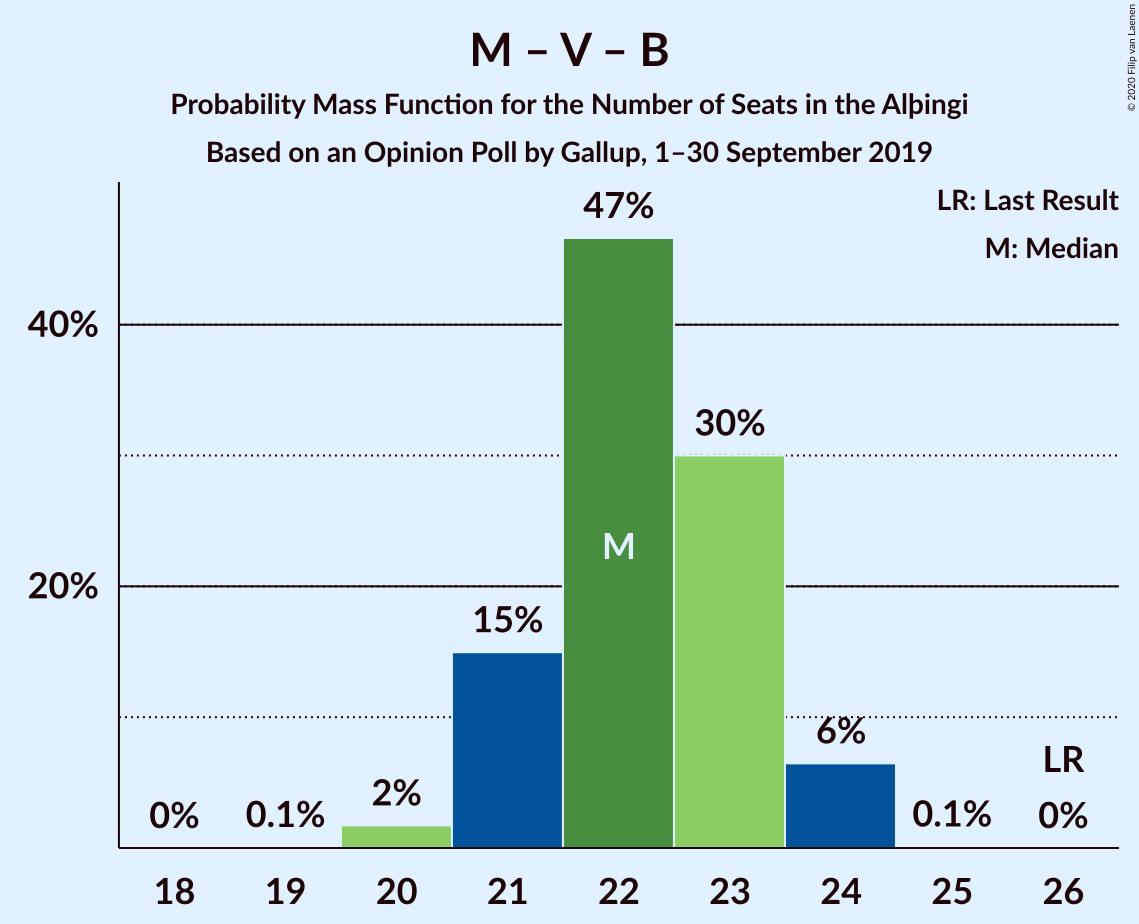 M – V – B
Probability Mass Function for the Number of Seats in the Alþingi
Based on an Opinion Poll by Gallup, 1–30 September 2019
© 2020 Filip van Laenen
LR: Last Result
M: Median
47%
40%
30%
M
20%
15%
6%
LR
2%
0%
0.1%
0.1%
0%
18
19
20
21
22
23
24
25
26